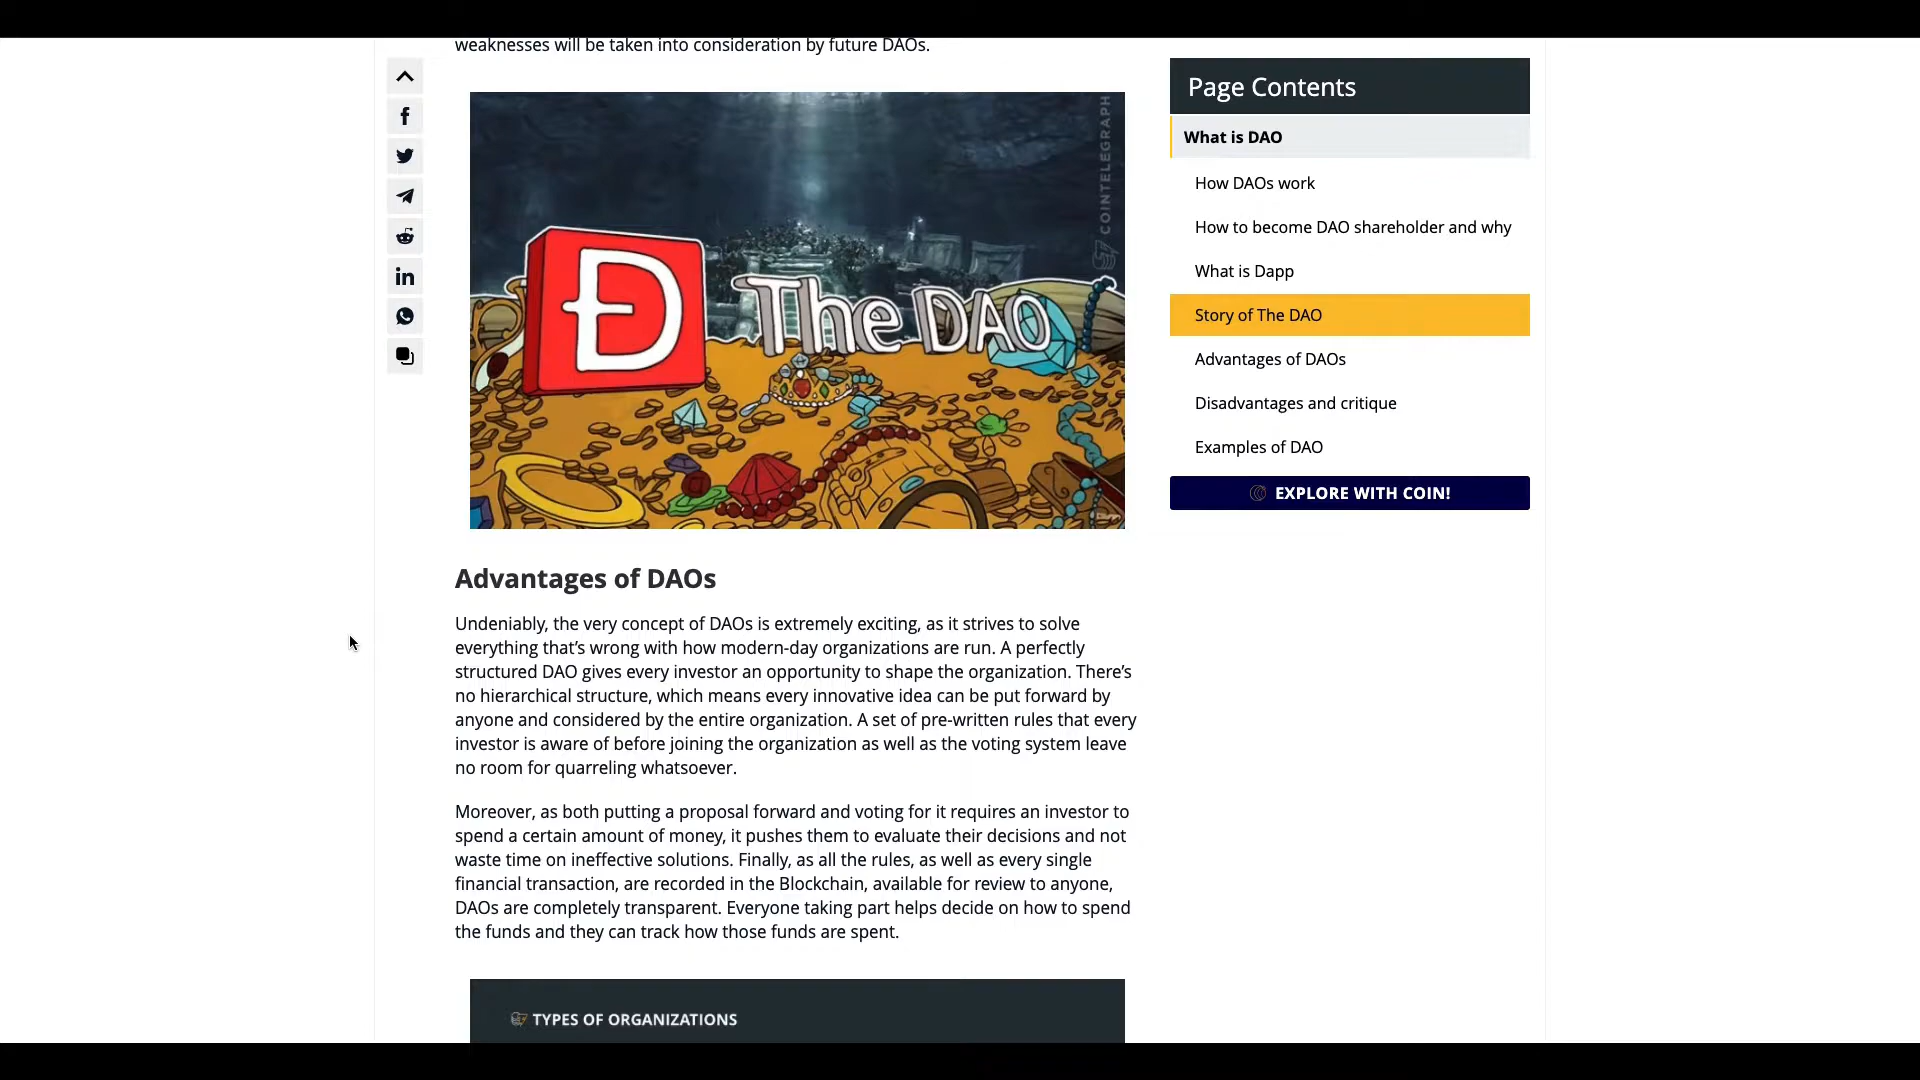 weaknesses will be taken into consideration by future DAOs.
COINTELEGRAPH
Đ The DAO
Advantages of DAOs
Undeniably, the very concept of DAOs is extremely exciting, as it strives to solve
everything that’s wrong with how modern-day organizations are run. A perfectly
structured DAO gives every investor an opportunity to shape the organization. There’s
no hierarchical structure, which means every innovative idea can be put forward by
anyone and considered by the entire organization. A set of pre-written rules that every
investor is aware of before joining the organization as well as the voting system leave
no room for quarreling whatsoever.
Moreover, as both putting a proposal forward and voting for it requires an investor to
spend a certain amount of money, it pushes them to evaluate their decisions and not
waste time on ineffective solutions. Finally, as all the rules, as well as every single
financial transaction, are recorded in the Blockchain, available for review to anyone,
DAOs are completely transparent. Everyone taking part helps decide on how to spend
the funds and they can track how those funds are spent.
TYPES OF ORGANIZATIONS
Page Contents
What is DAO
How DAOs work
How to become DAO shareholder and why
What is Dapp
Story of The DAO
Advantages of DAOs
Disadvantages and critique
Examples of DAO
EXPLORE WITH COIN!